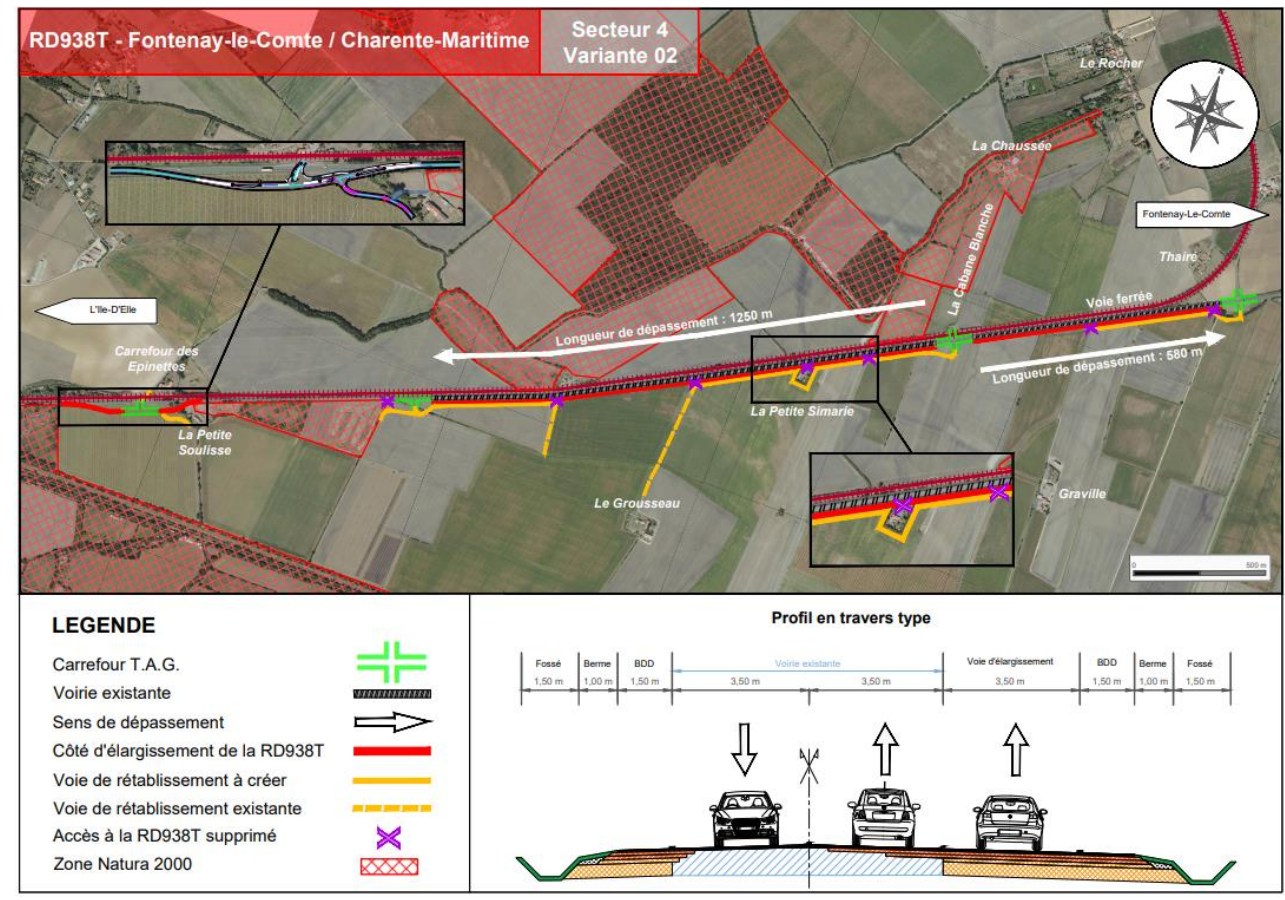 RD938T - Fontenay-le-Comte / Charente-Maritime
Secteur 4
Variante 02
Le Rocher
La Chaussée
Fontenay-Le-Comte
La Cabane Blanche
Thairé
L'Ile-D'Elle
Voie ferrée
Longueur de dépassement : 1250 m
Carrefour des
Epinettes
Longueur de dépassement : 580 m
La Petite Simarie
La Petite
Soulisse
Le Grousseau
Graville
0 500 m
LEGENDE
Carrefour T.A.G.
Voirie existante
Sens de dépassement
Côté d'élargissement de la RD938T
Voie de rétablissement à créer
Voie de rétablissement existante
Accès à la RD938T supprimé
Zone Natura 2000
Profil en travers type
Fossé Berme BDD Voirie existante Voie d'élargissement BDD Berme Fossé
1,50 m 1,00 m 1,50 m 3,50 m 3,50 m 3,50 m 1,50 m 1,00 m 1,50 m